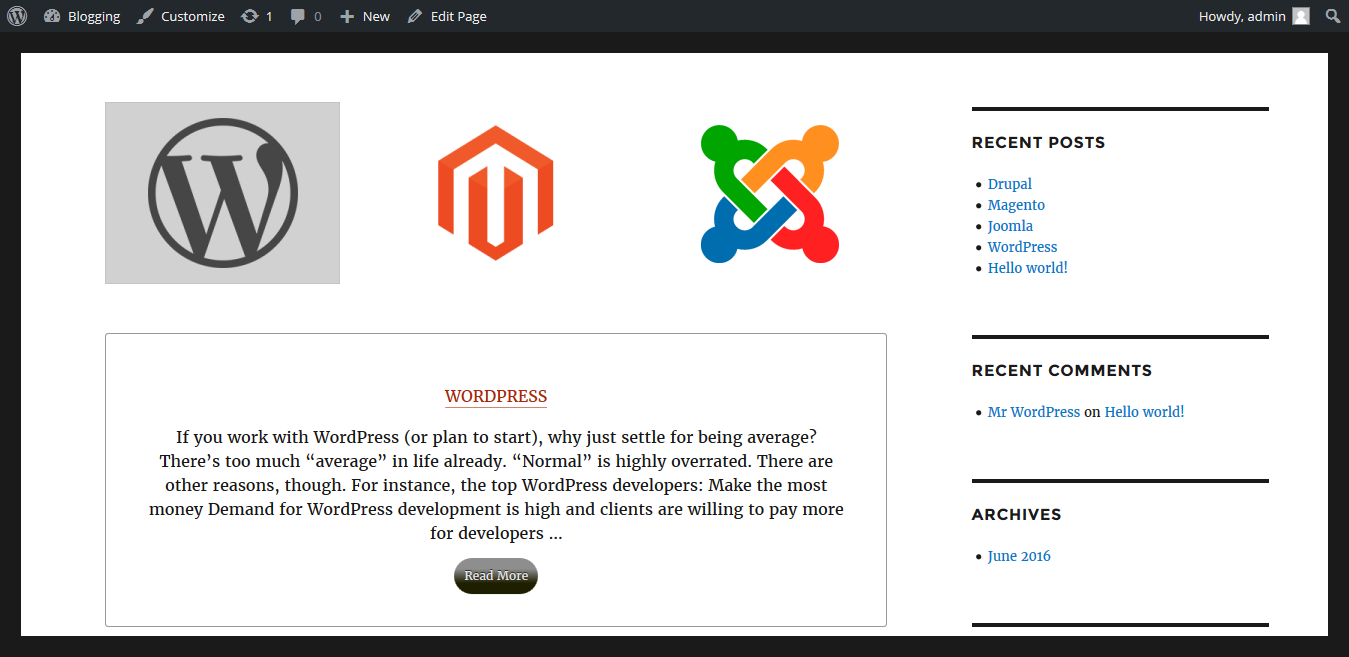 Blogging Customize 1 0 New Edit Page Howdy, admin
WORDPRESS
If you work with WordPress (or plan to start), why just settle for being average?
There’s too much “average” in life already. “Normal” is highly overrated. There are
other reasons, though. For instance, the top WordPress developers: Make the most
money Demand for WordPress development is high and clients are willing to pay more
for developers ...
Read More
RECENT POSTS
Drupal
Magento
Joomla
WordPress
Hello world!
RECENT COMMENTS
Mr WordPress on Hello world!
ARCHIVES
June 2016